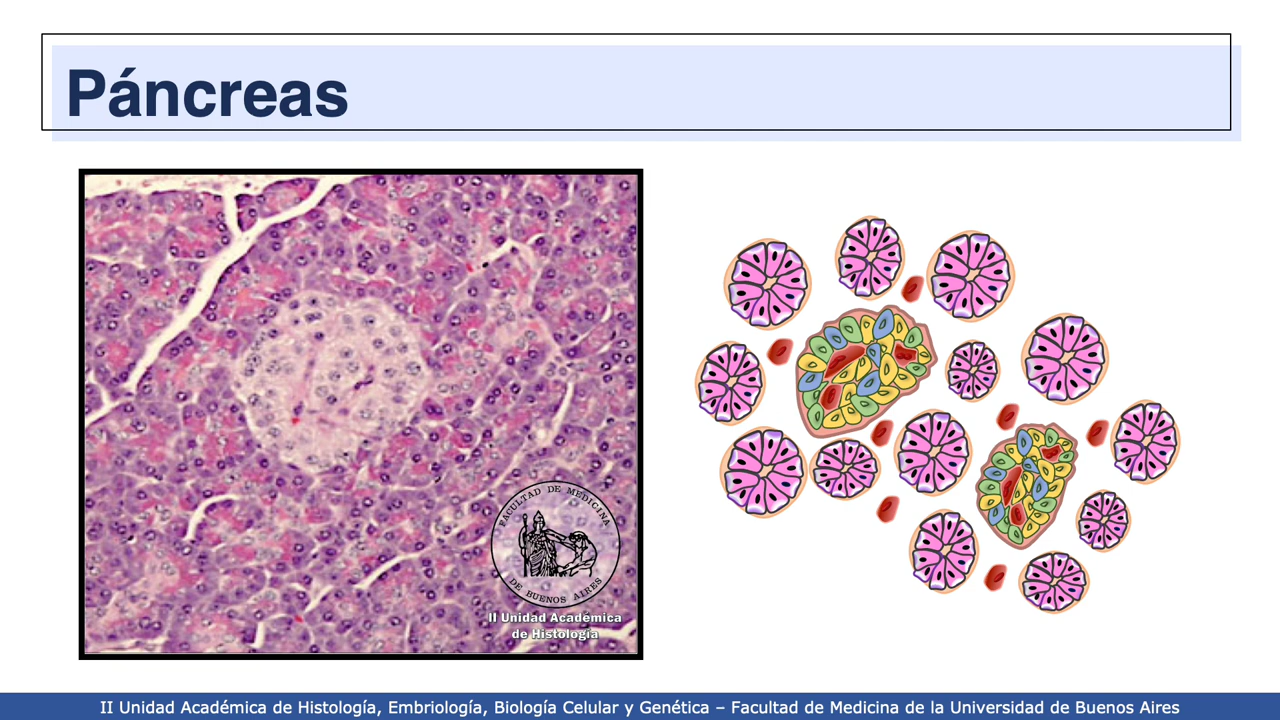 Páncreas
FACULTAD DE MEDICINA
DE BUENOS AIRES
II Unidad Académica
de Histología
II Unidad Académica de Histología, Embriología, Biología Celular y Genética – Facultad de Medicina de la Universidad de Buenos Aires